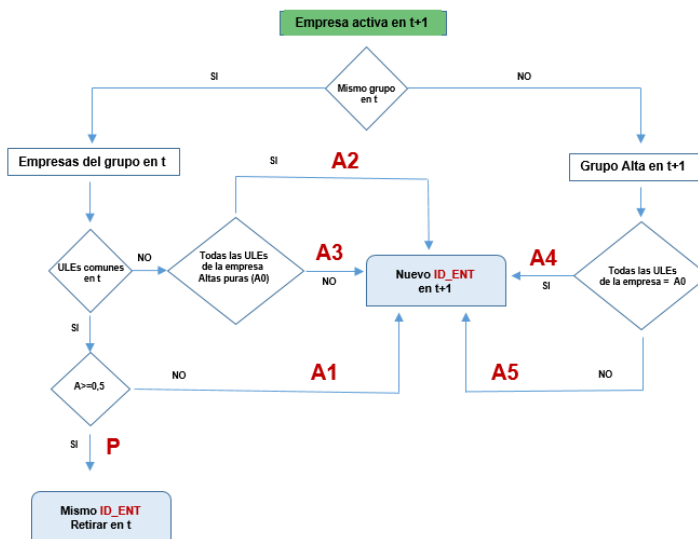 Empresa activa en t+1
SI
NO
Mismo grupo
en t
Empresas del grupo en t
SI
A2
Grupo Alta en t+1
ULEs comunes
en t
NO
Todas las ULEs
de la empresa
Altas puras (A0)
A3
NO
Nuevo ID_ENT
en t+1
A4
SI
Todas las ULEs
de la empresa = A0
SI
A>=0,5
NO
A1
A5
NO
SI
P
Mismo ID_ENT
Retirar en t